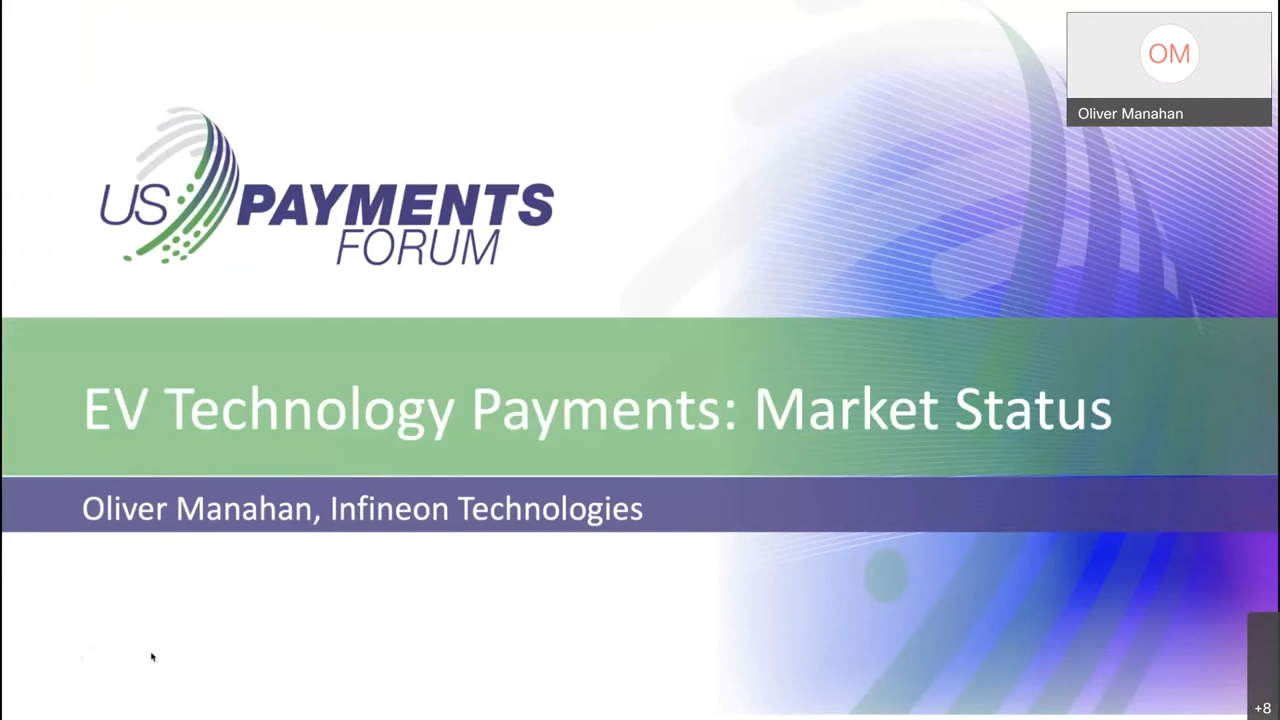 OM
Oliver Manahan
US PAYMENTS
FORUM
EV Technology Payments: Market Status
Oliver Manahan, Infineon Technologies
+8